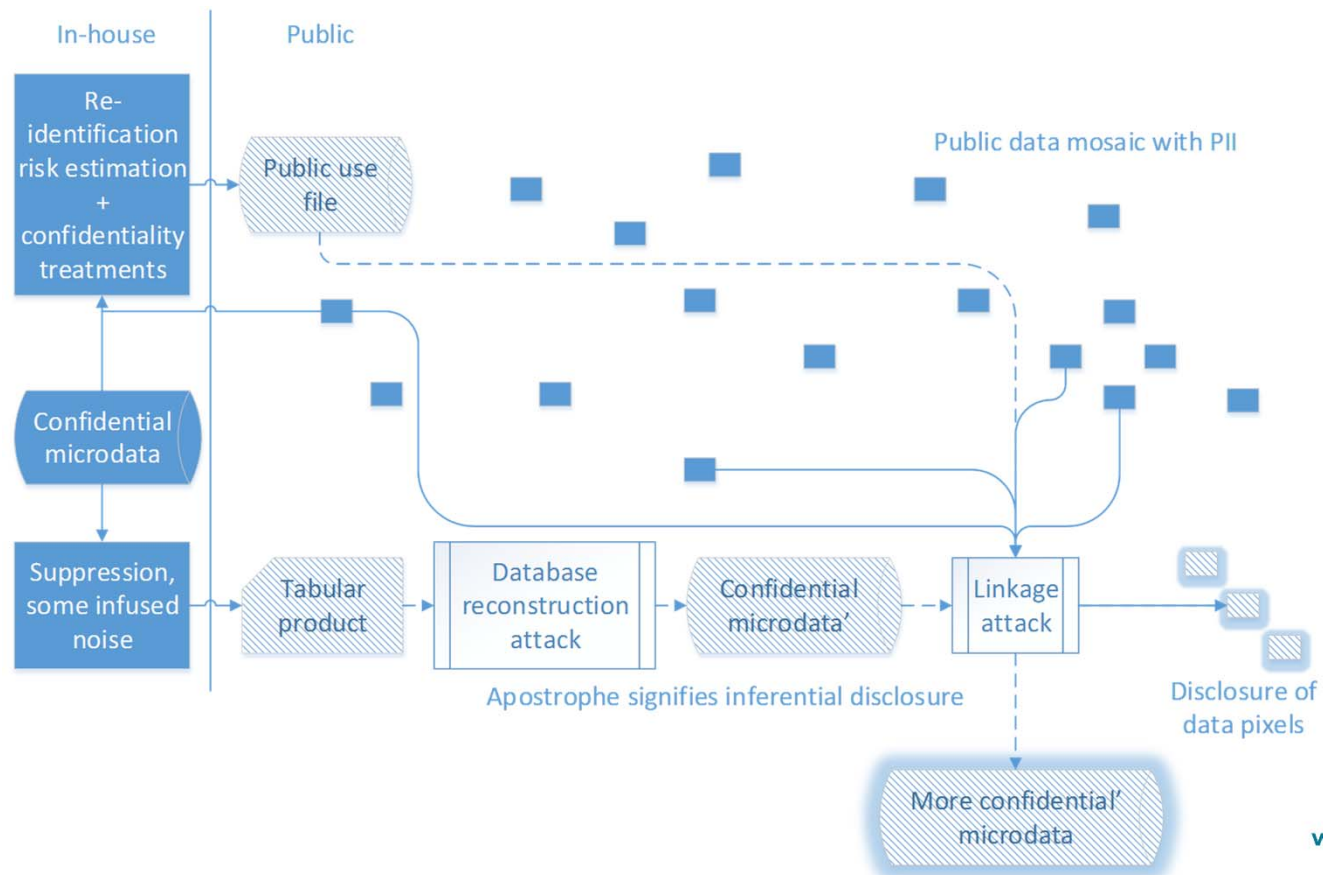 In-house
Public
Re-
identification
risk estimation
+
confidentiality
treatments
Public use
file
Public data mosaic with PII
Confidential
microdata
Suppression,
some infused
noise
Tabular
product
Database
reconstruction
attack
Confidential
microdata’
Linkage
attack
Apostrophe signifies inferential disclosure
Disclosure of
data pixels
More confidential’
microdata
v